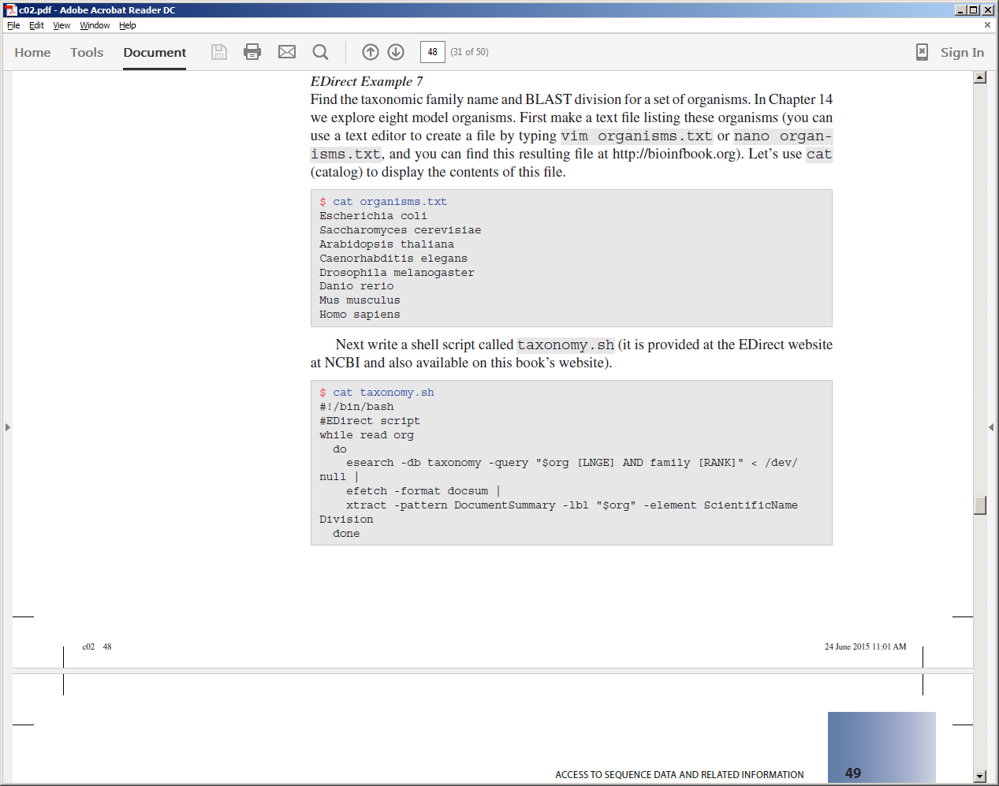 c02.pdf - Adobe Acrobat Reader DC
File Edit View Window Help
Home Tools Document 48 (31 of 50) Sign In
EDirect Example 7
Find the taxonomic family name and BLAST division for a set of organisms. In Chapter 14
we explore eight model organisms. First make a text file listing these organisms (you can
use a text editor to create a file by typing vim organisms.txt or nano organ-
isms.txt, and you can find this resulting file at http://bioinfbook.org). Let's use cat
(catalog) to display the contents of this file.
$ cat organisms.txt
Escherichia coli
Saccharomyces cerevisiae
Arabidopsis thaliana
Caenorhabditis elegans
Drosophila melanogaster
Danio rerio
Mus musculus
Homo sapiens
Next write a shell script called taxonomy.sh (it is provided at the EDirect website
at NCBI and also available on this book's website).
$ cat taxonomy.sh
#!/bin/bash
#EDirect script
while read org
do
esearch -db taxonomy -query "$org [LNGE] AND family [RANK]" < /dev/
null |
efetch -format docsum |
xtract -pattern DocumentSummary -lbl "$org" -element ScientificName
Division
done
c02 48 24 June 2015 11:01 AM
ACCESS TO SEQUENCE DATA AND RELATED INFORMATION 49